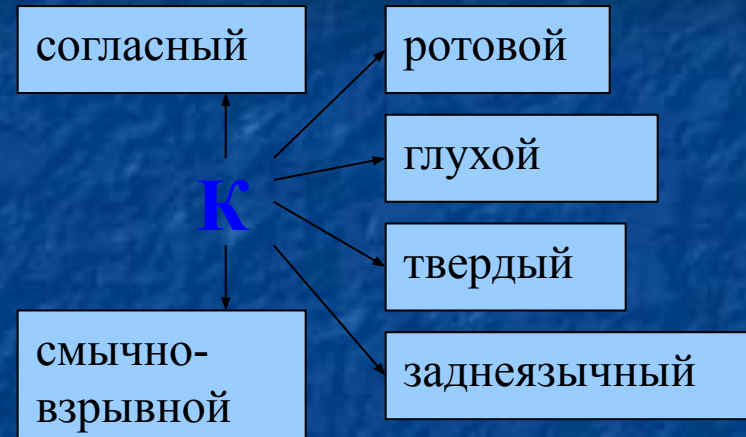 согласный
ротовой
глухой
К
твердый
смычно-
взрывной
заднеязычный